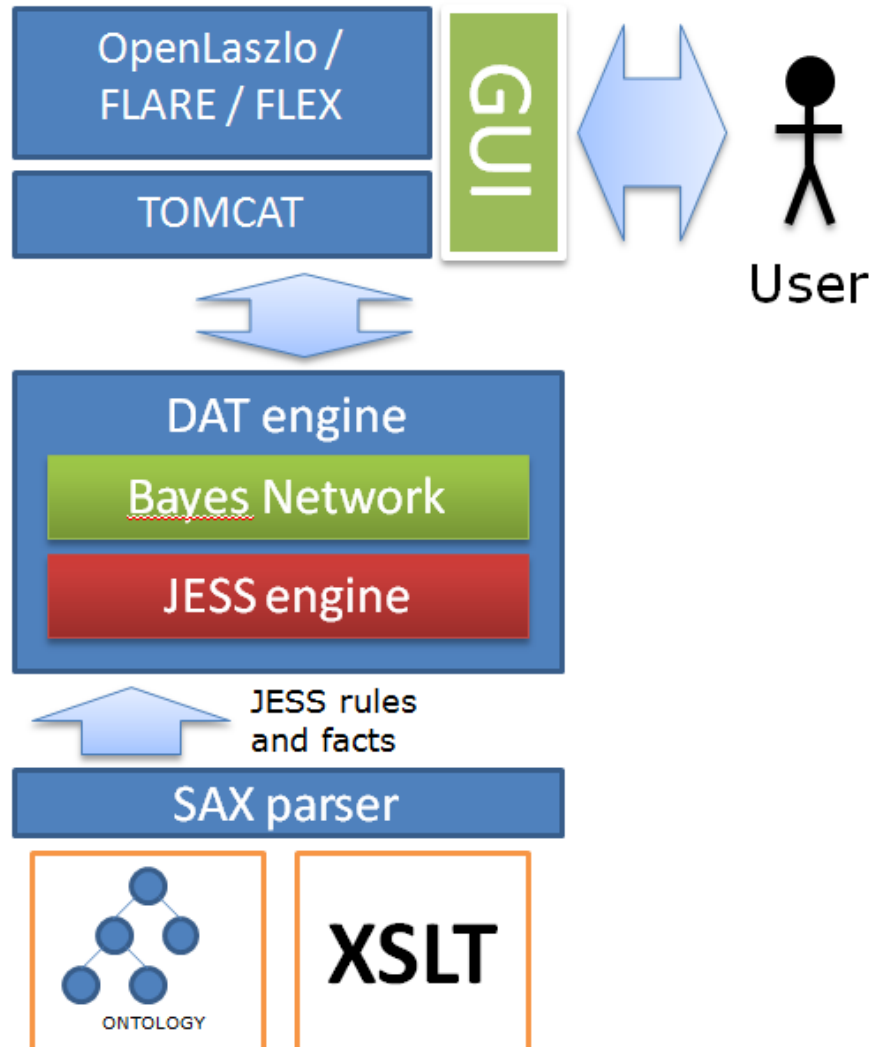 OpenLaszlo /
FLARE / FLEX
GUI
TOMCAT
User
DAT engine
Bayes Network
JESS engine
JESS rules
and facts
SAX parser
ONTOLOGY
XSLT